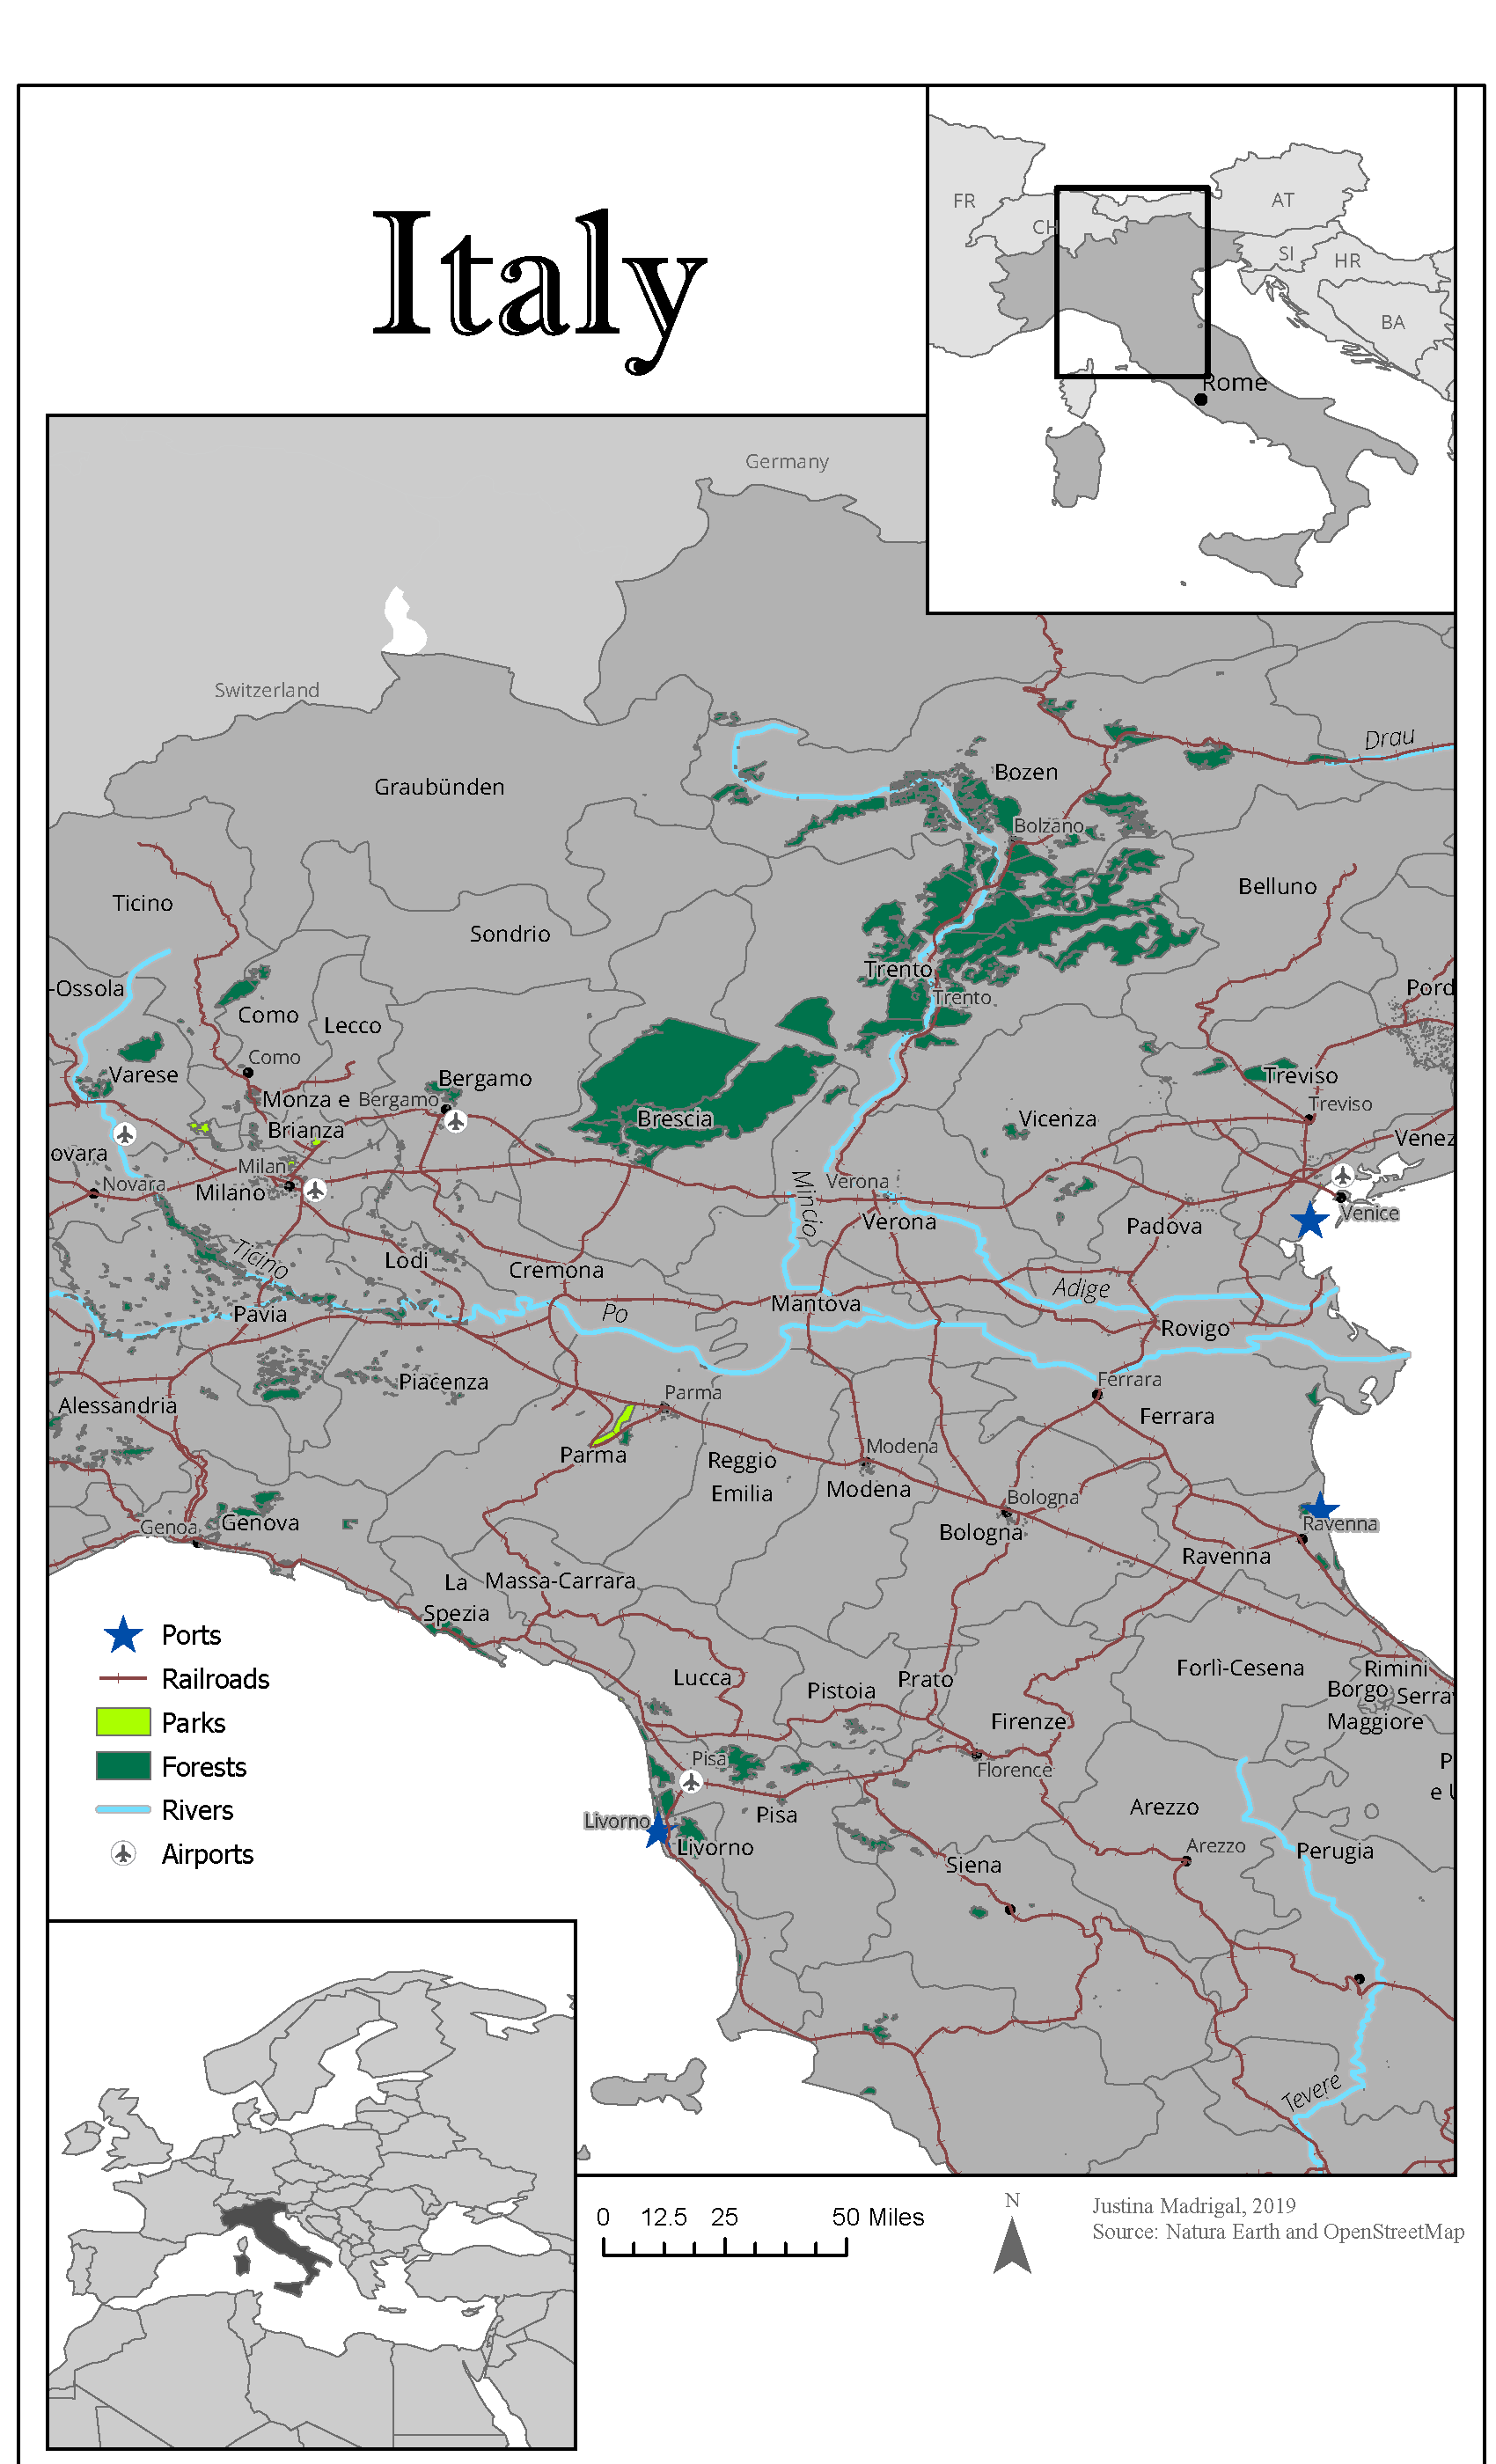 Italy
FR
CH
AT
SI
HR
BA
Rome
Germany
Switzerland
Drau
Graubünden
Bozen
Bolzano
Ticino
Belluno
Sondrio
Trento
Trento
-Ossola
Pord
Como
Lecco
Como
Varese
Bergamo
Treviso
Monza e
Brianza
Bergamo
Treviso
Brescia
Vicenza
Venez
ovara
Milan
Novara
Milano
Mincio
Verona
Verona
Padova
Venice
Ticino
Lodi
Cremona
Adige
Pavia
Po
Mantova
Rovigo
Piacenza
Parma
Ferrara
Alessandria
Ferrara
Parma
Reggio
Emilia
Modena
Modena
Bologna
Bologna
Genoa
Genova
Ravenna
Ravenna
La
Spezia
Massa-Carrara
Lucca
Pistoia
Prato
Forlì-Cesena
Rimini
Borgo
Maggiore
Serra
Firenze
Florence
Pisa
Pisa
P
e U
Arezzo
Arezzo
Livorno
Livorno
Siena
Perugia
Tevere
Ports
Railroads
Parks
Forests
Rivers
Airports
0 12.5 25 50 Miles
N
Justina Madrigal, 2019
Source: Natura Earth and OpenStreetMap